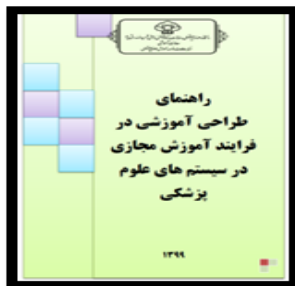 راهنمای
طراحی آموزشی در
فرایند آموزش مجازی
در سیستم های علوم
پزشکی
۱۳۹۹